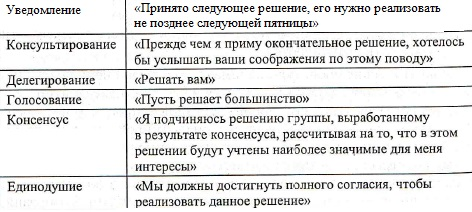 Уведомление «Принято следующее решение, его нужно реализовать
не позднее следующей пятницы»
Консультирование «Прежде чем я приму окончательное решение, хотелось
бы услышать ваши соображения по этому поводу»
Делегирование «Решать вам»
Голосование «Пусть решает большинство»
Консенсус «Я подчиняюсь решению группы, выработанному
в результате консенсуса, рассчитывая на то, что в этом
решении будут учтены наиболее значимые для меня
интересы»
Единодушие «Мы должны достигнуть полного согласия, чтобы
реализовать данное решение»